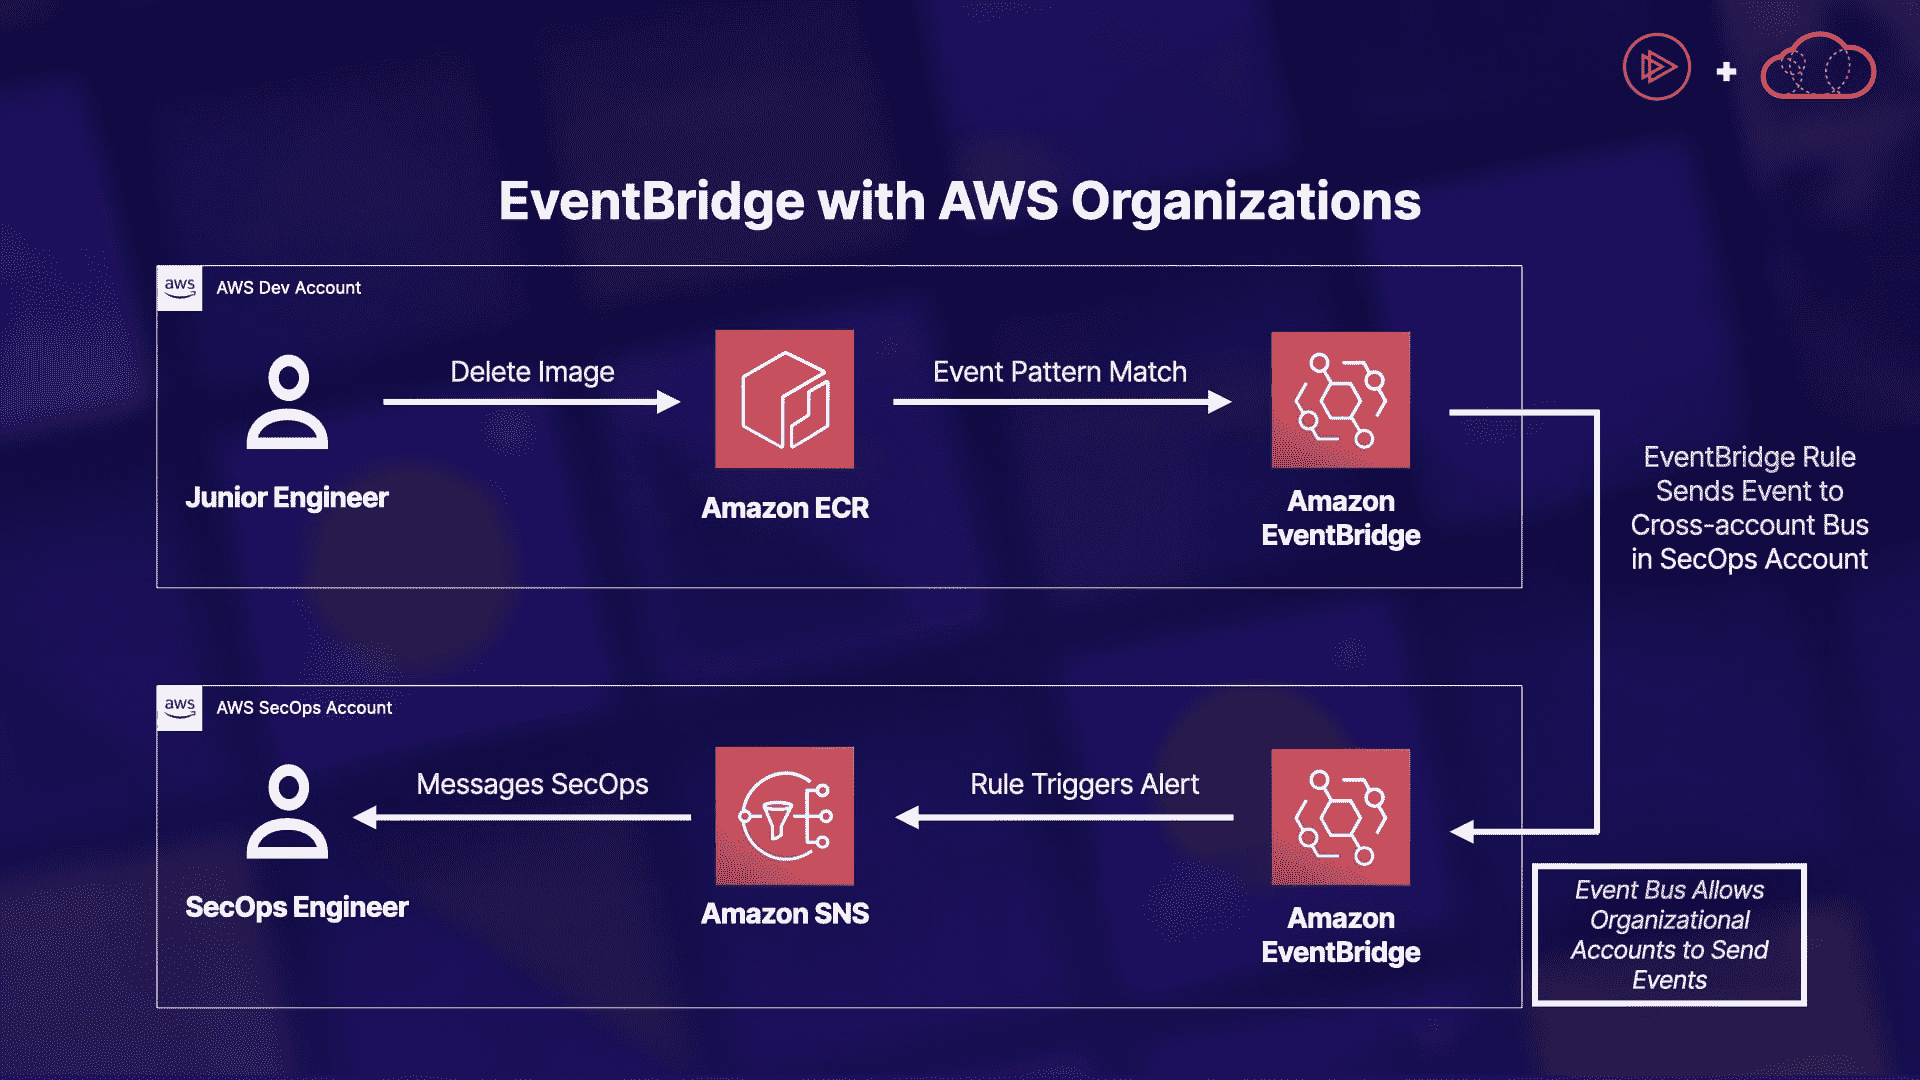 EventBridge with AWS Organizations
aws
AWS Dev Account
Delete Image
Event Pattern Match
Junior Engineer
Amazon ECR
Amazon
EventBridge
EventBridge Rule
Sends Event to
Cross-account Bus
in SecOps Account
aws
AWS SecOps Account
Messages SecOps
Rule Triggers Alert
SecOps Engineer
Amazon SNS
Amazon
EventBridge
Event Bus Allows
Organizational
Accounts to Send
Events